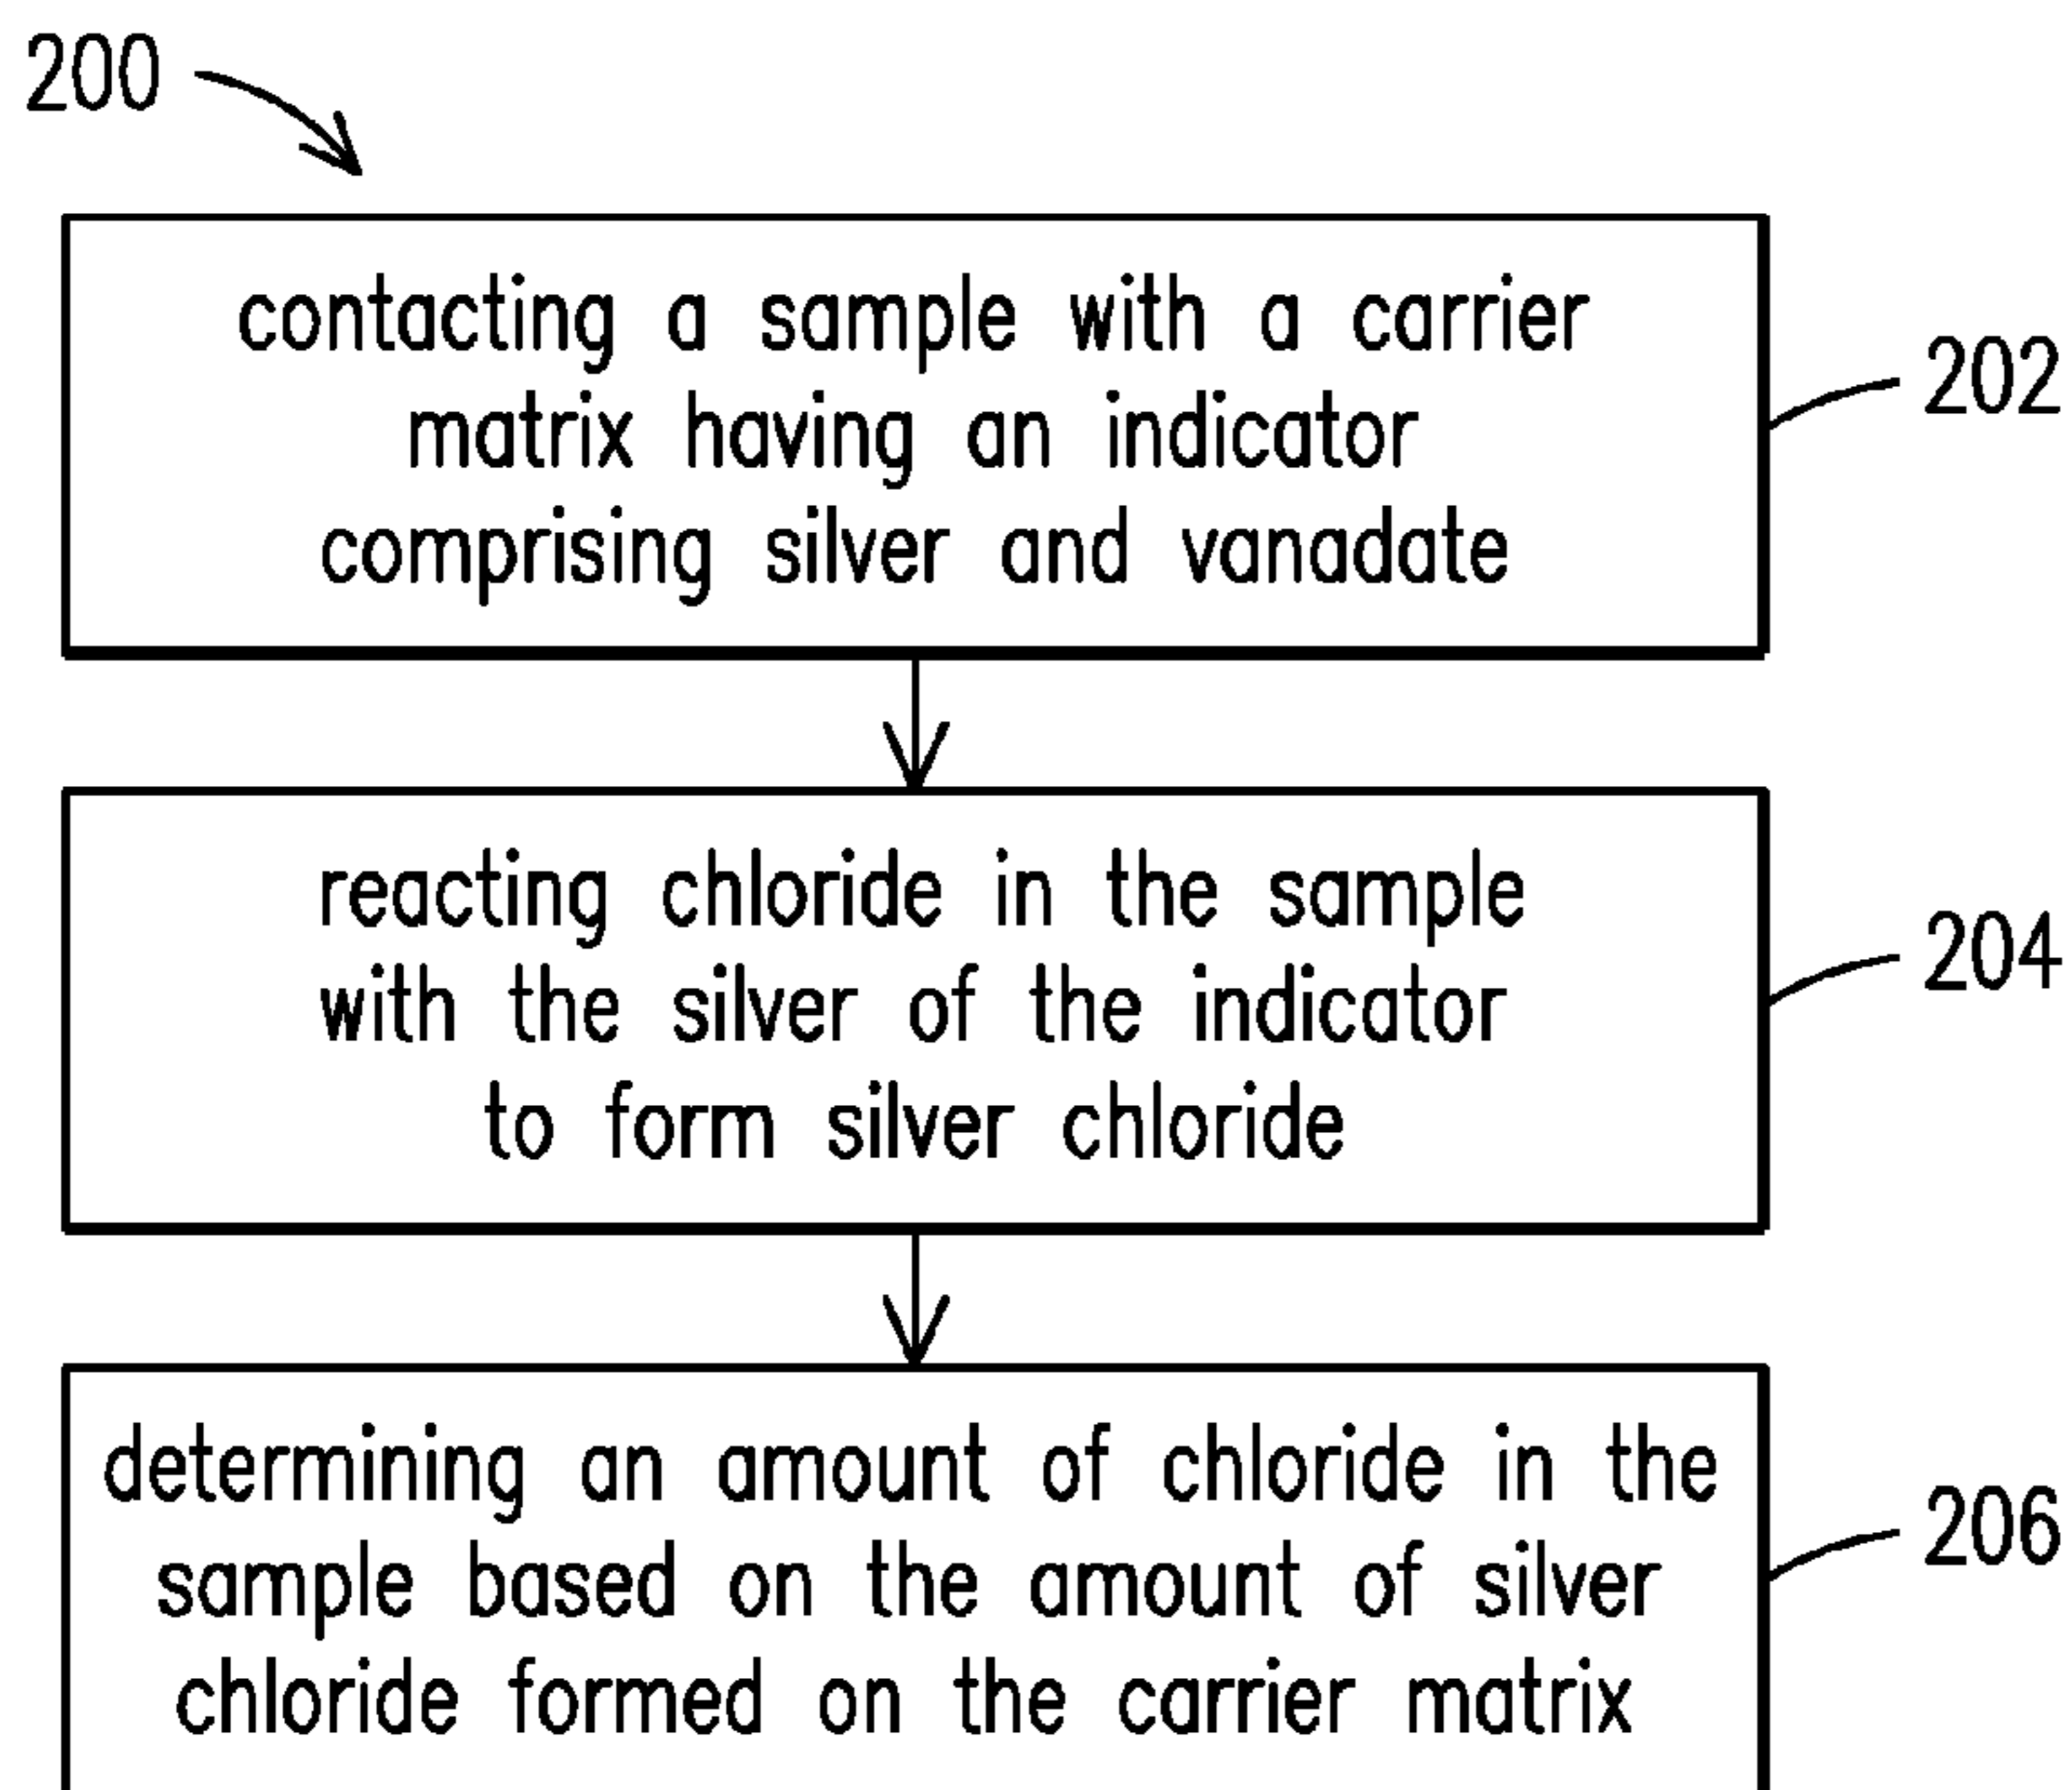 200
contacting a sample with a carrier
matrix having an indicator
comprising silver and vanadate
202
reacting chloride in the sample
with the silver of the indicator
to form silver chloride
204
determining an amount of chloride in the
sample based on the amount of silver
chloride formed on the carrier matrix
206